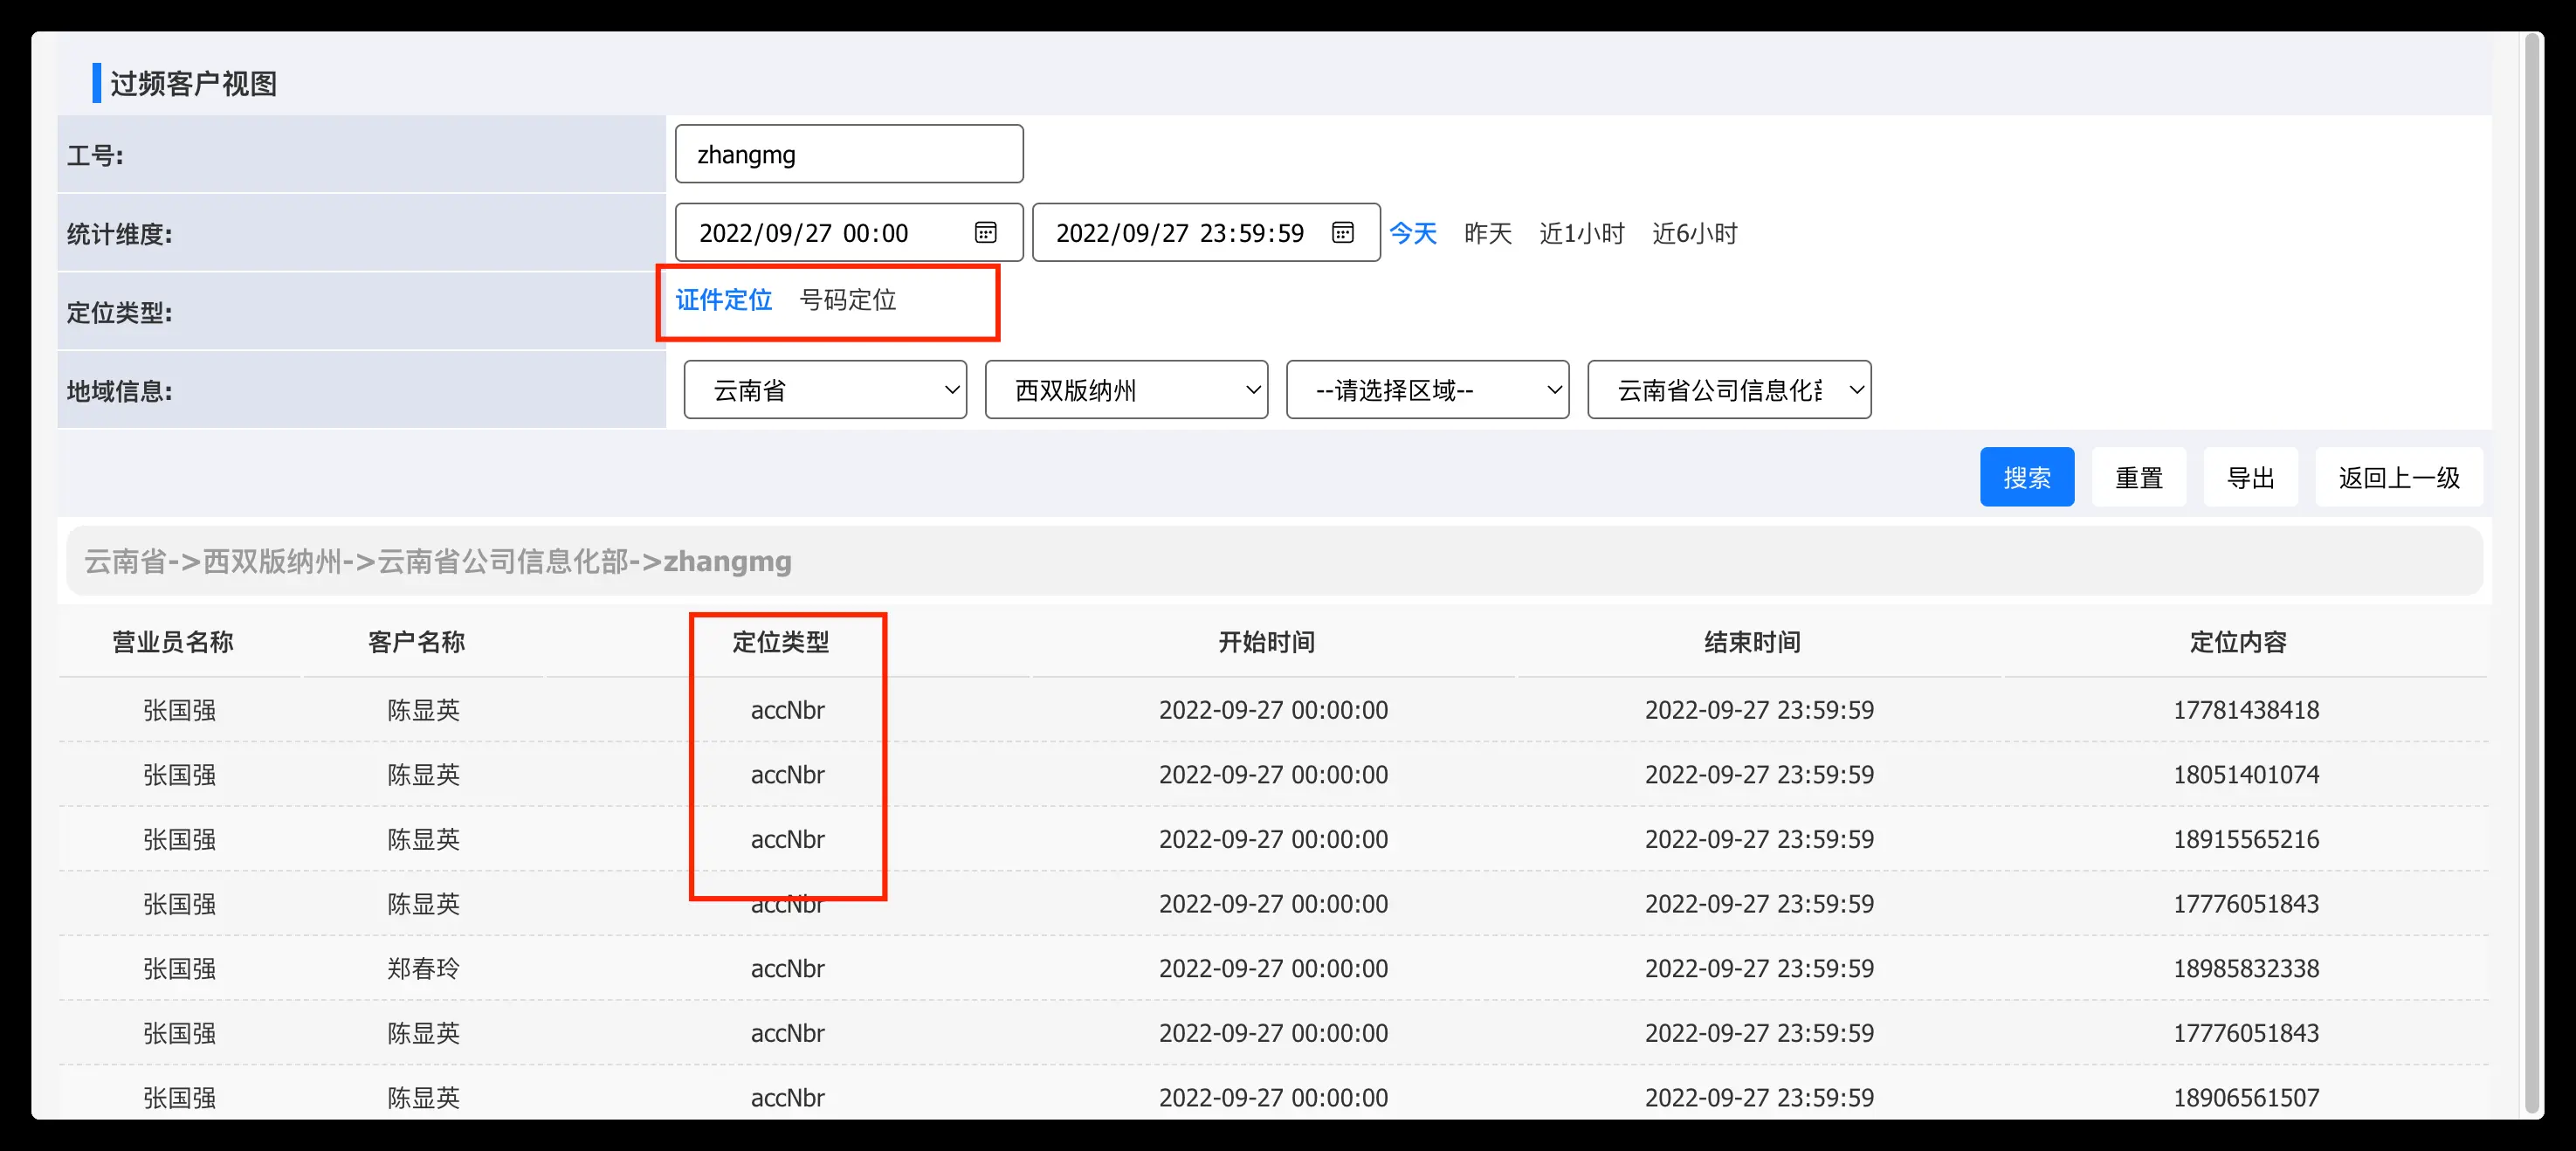 过频客户视图
工号: zhangmg
统计维度: 2022/09/27 00:00 2022/09/27 23:59:59 今天 昨天 近1小时 近6小时
定位类型: 证件定位 号码定位
地域信息: 云南省 西双版纳州 --请选择区域-- 云南省公司信息化
搜索 重置 导出 返回上一级
云南省->西双版纳州->云南省公司信息化部->zhangmg
营业员名称 客户名称 定位类型 开始时间 结束时间 定位内容
张国强 陈显英 accNbr 2022-09-27 00:00:00 2022-09-27 23:59:59 17781438418
张国强 陈显英 accNbr 2022-09-27 00:00:00 2022-09-27 23:59:59 18051401074
张国强 陈显英 accNbr 2022-09-27 00:00:00 2022-09-27 23:59:59 18915565216
张国强 陈显英 accNbr 2022-09-27 00:00:00 2022-09-27 23:59:59 17776051843
张国强 郑春玲 accNbr 2022-09-27 00:00:00 2022-09-27 23:59:59 18985832338
张国强 陈显英 accNbr 2022-09-27 00:00:00 2022-09-27 23:59:59 17776051843
张国强 陈显英 accNbr 2022-09-27 00:00:00 2022-09-27 23:59:59 18906561507